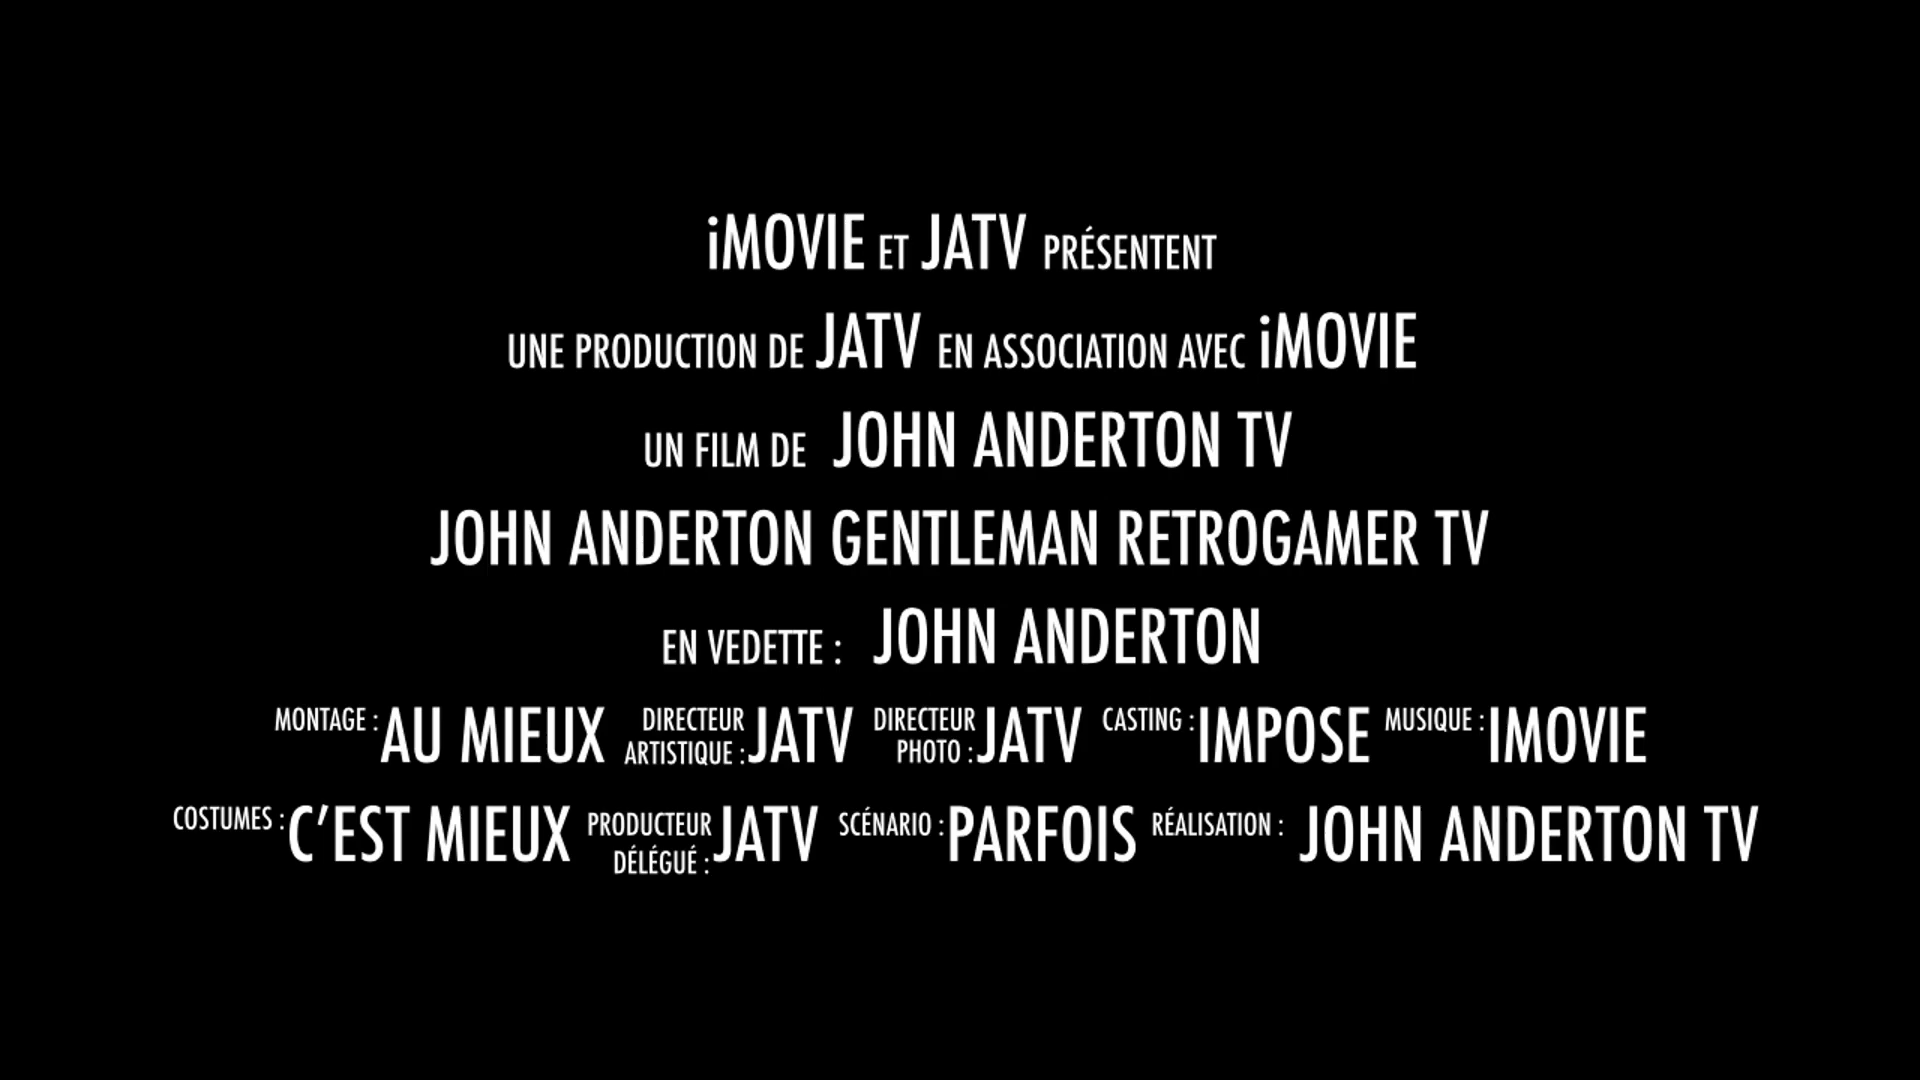 iMOVIE ET JATV PRÉSENTENT
UNE PRODUCTION DE JATV EN ASSOCIATION AVEC iMOVIE
UN FILM DE JOHN ANDERTON TV
JOHN ANDERTON GENTLEMAN RETROGAMER TV
EN VEDETTE : JOHN ANDERTON
MONTAGE : AU MIEUX DIRECTEUR ARTISTIQUE : JATV DIRECTEUR PHOTO : JATV CASTING : IMPOSE MUSIQUE : IMOVIE
COSTUMES : C'EST MIEUX PRODUCTEUR DÉLÉGUÉ : JATV SCÉNARIO : PARFOIS RÉALISATION : JOHN ANDERTON TV